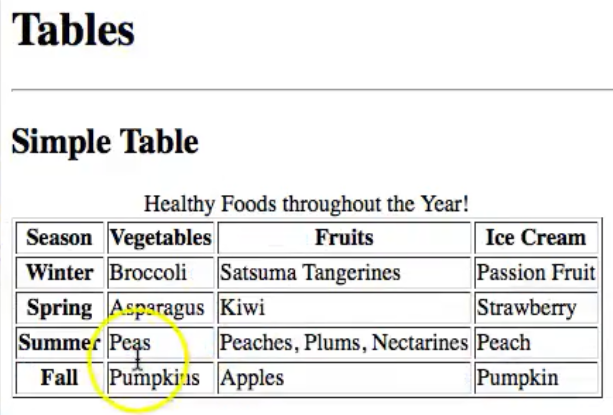 Tables
Simple Table
Healthy Foods throughout the Year!
Season Vegetables Fruits Ice Cream
Winter Broccoli Satsuma Tangerines Passion Fruit
Spring Asparagus Kiwi Strawberry
Summer Peas Peaches, Plums, Nectarines Peach
Fall Pumpkins Apples Pumpkin